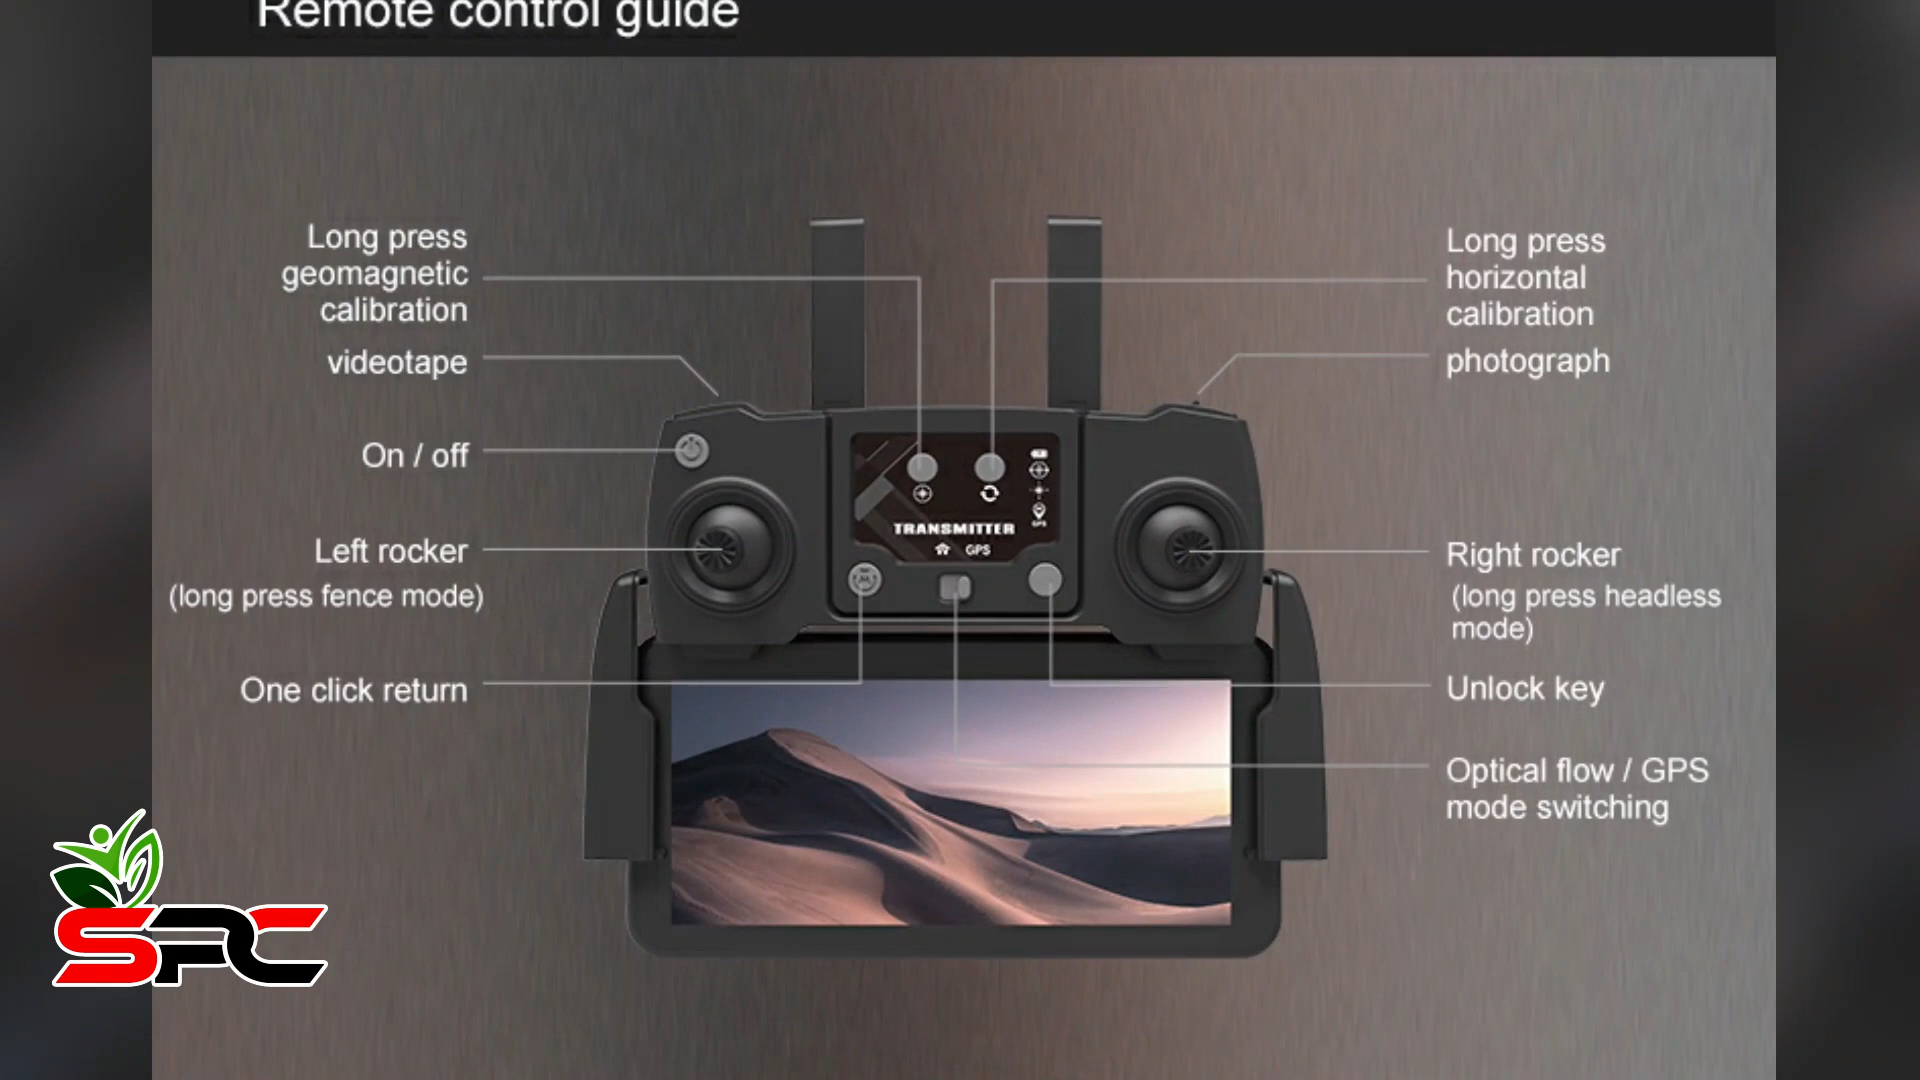 Remote control guide
Long press
geomagnetic
calibration
videotape
On / off
Left rocker
(long press fence mode)
One click return
Long press
horizontal
calibration
photograph
Right rocker
(long press headless
mode)
Unlock key
Optical flow / GPS
mode switching
TRANSMITTER
GPS
GPS
SPC